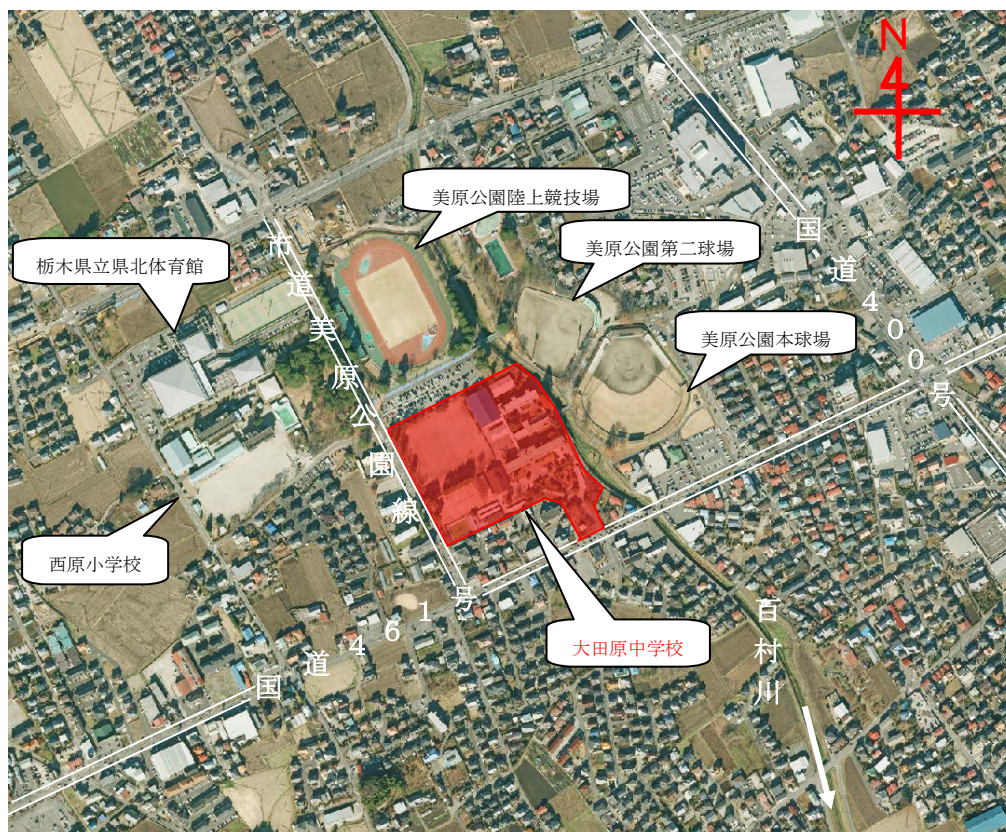 N
美原公園陸上競技場
美原公園第二球場
栃木県立県北体育館
美原公園本球場
市道美原公園線
国道400号
西原小学校
国道461号
大田原中学校
百村川